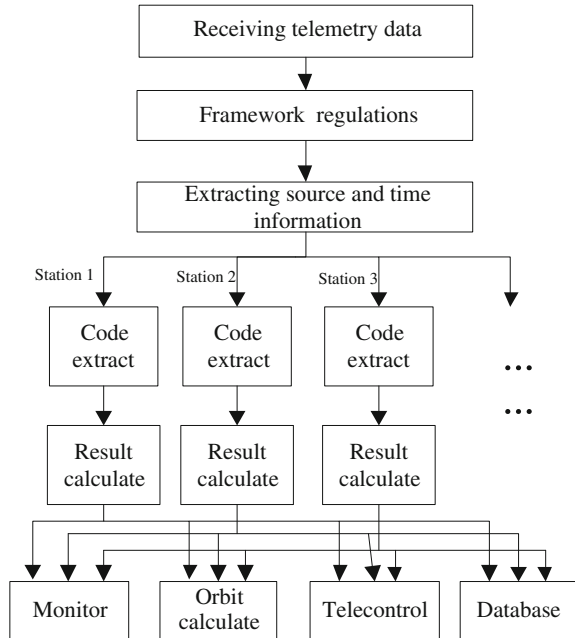 Receiving telemetry data
Framework regulations
Extracting source and time
information
Station 1
Station 2
Station 3
Code
extract
Code
extract
Code
extract
...
...
Result
calculate
Result
calculate
Result
calculate
Monitor
Orbit
calculate
Telecontrol
Database